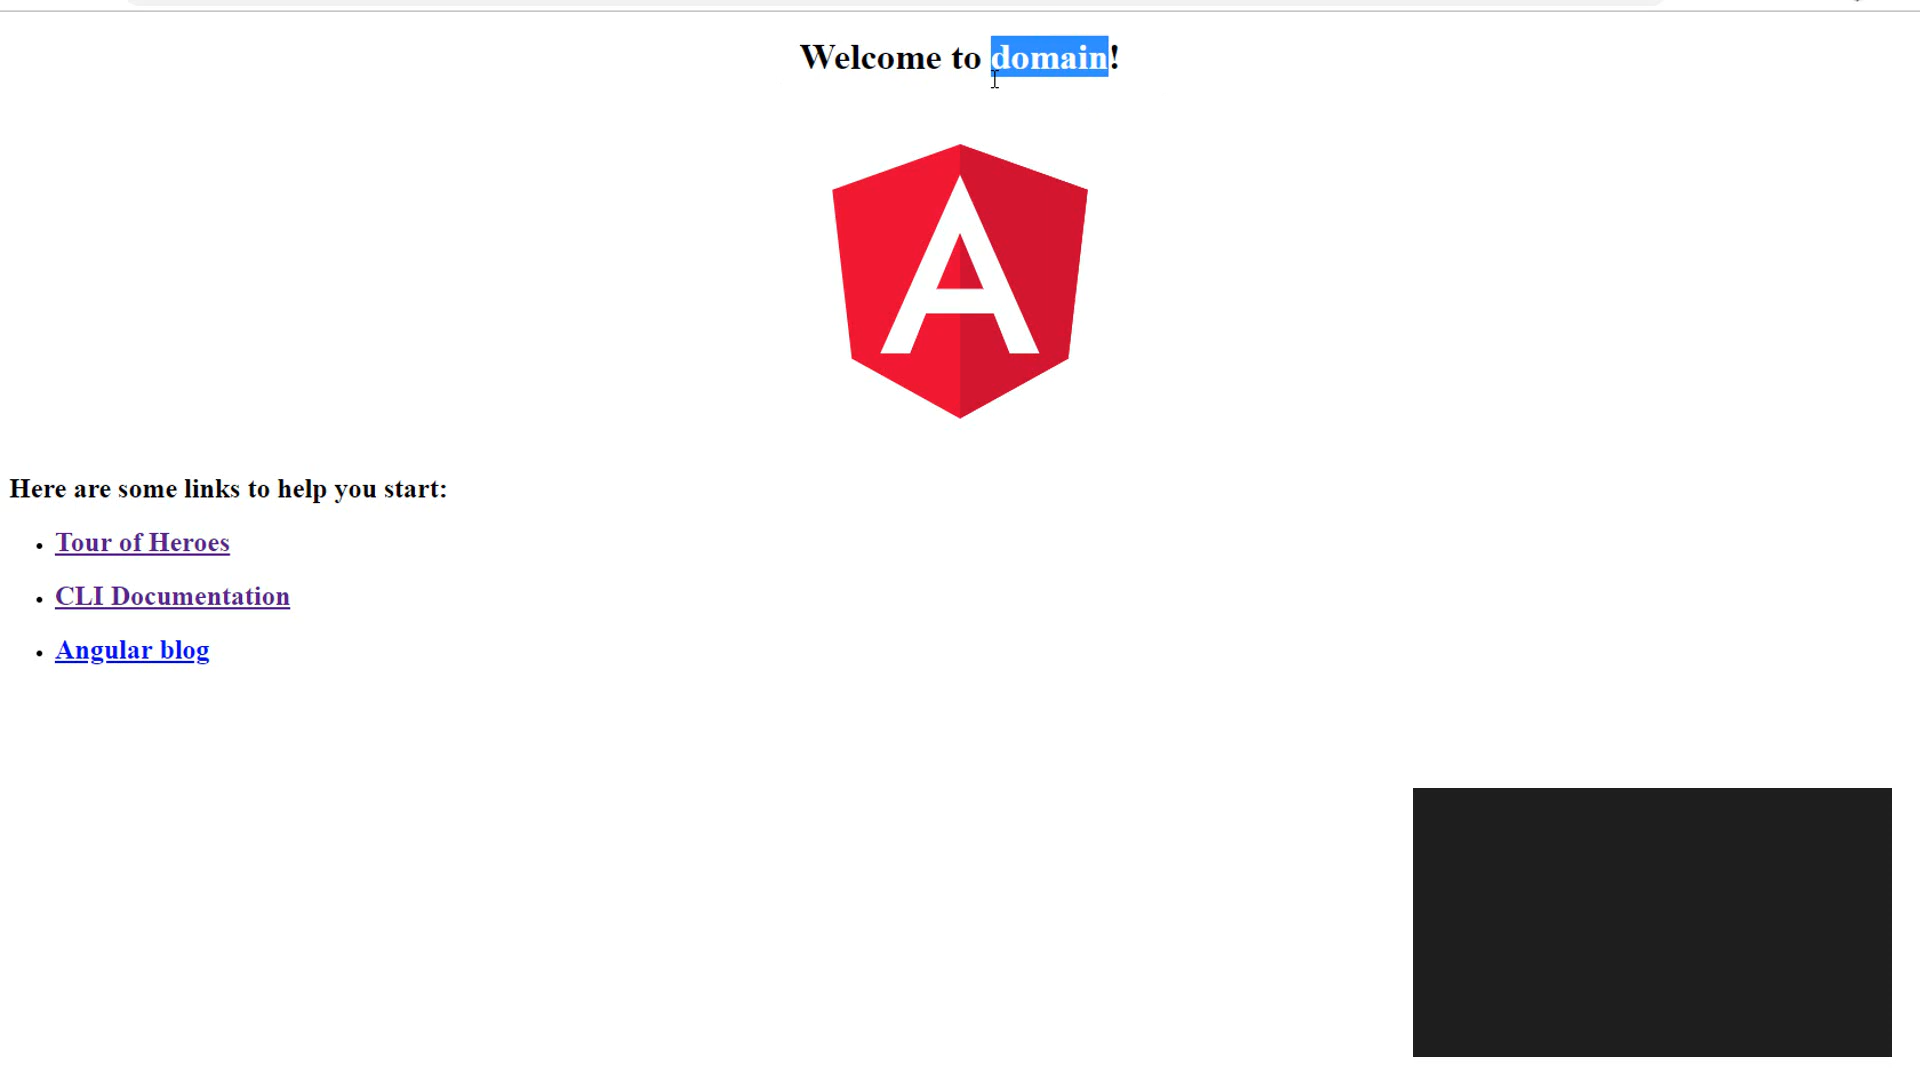 Welcome to domain!
Here are some links to help you start:
Tour of Heroes
CLI Documentation
Angular blog